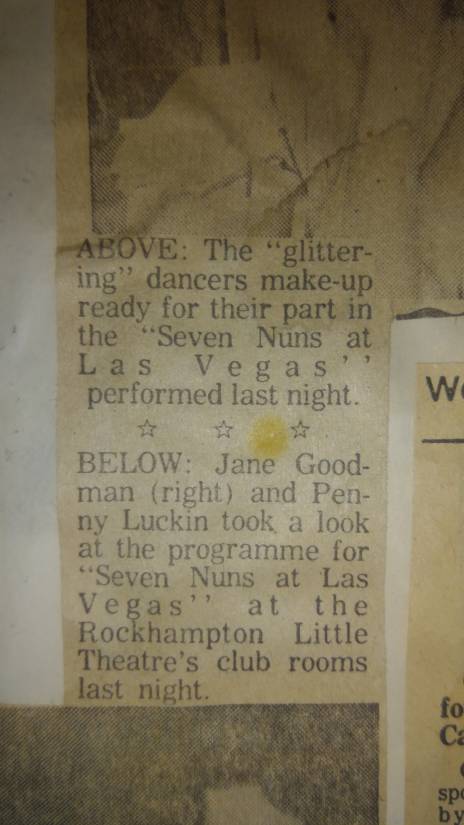 ABOVE: The “glitter-
ing” dancers make-up
ready for their part in
the “Seven Nuns at
Las Vegas’’
performed last night.
☆ ☆ ☆
BELOW: Jane Good-
man (right) and Pen-
ny Luckin took a look
at the programme for
“Seven Nuns at Las
Vegas’’ at the
Rockhampton Little
Theatre’s club rooms
last night.